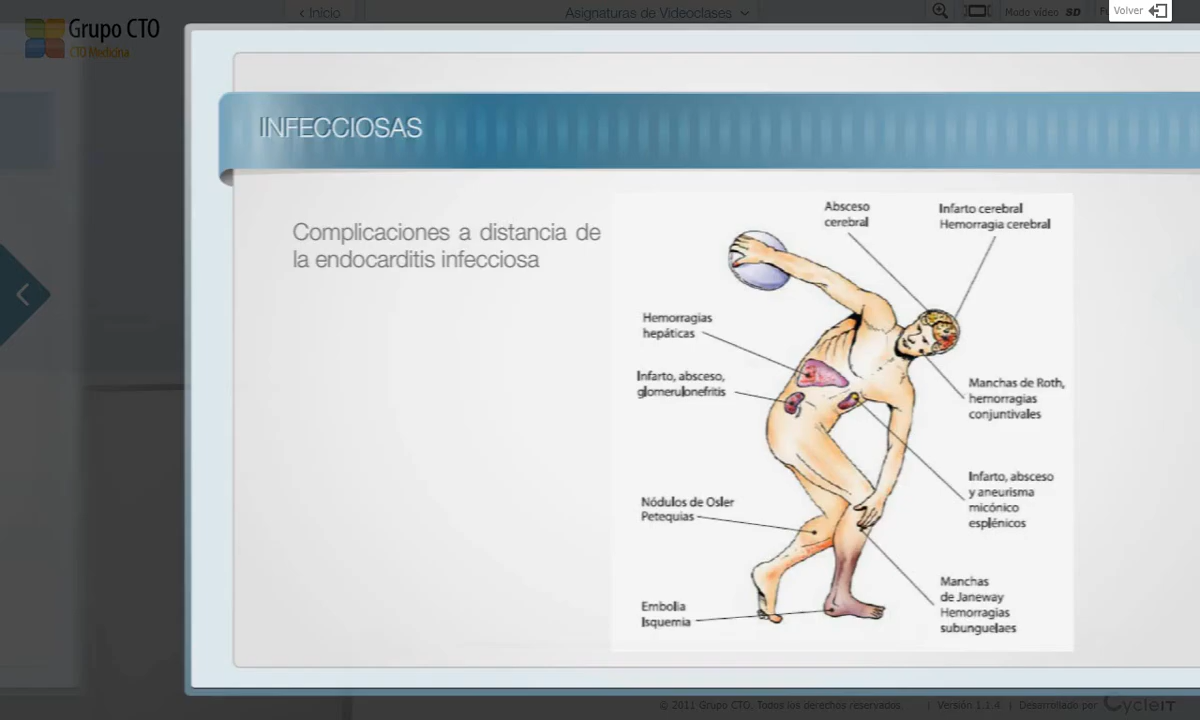 ‹ Inicio
Asignaturas de Videoclases
Modo vídeo SD
Volver
Grupo CTO
CTO Medicina
INFECCIOSAS
Complicaciones a distancia de
la endocarditis infecciosa
Absceso
cerebral
Infarto cerebral
Hemorragia cerebral
Hemorragias
hepáticas
Infarto, absceso,
glomerulonefritis
Manchas de Roth,
hemorragias
conjuntivales
Infarto, absceso
y aneurisma
micónico
esplénicos
Nódulos de Osler
Petequias
Manchas
de Janeway
Hemorragias
subunguelaes
Embolia
Isquemia
© 2011 Grupo CTO. Todos los derechos reservados. | Versión 1.1.4 | Desarrollado por CycleIT